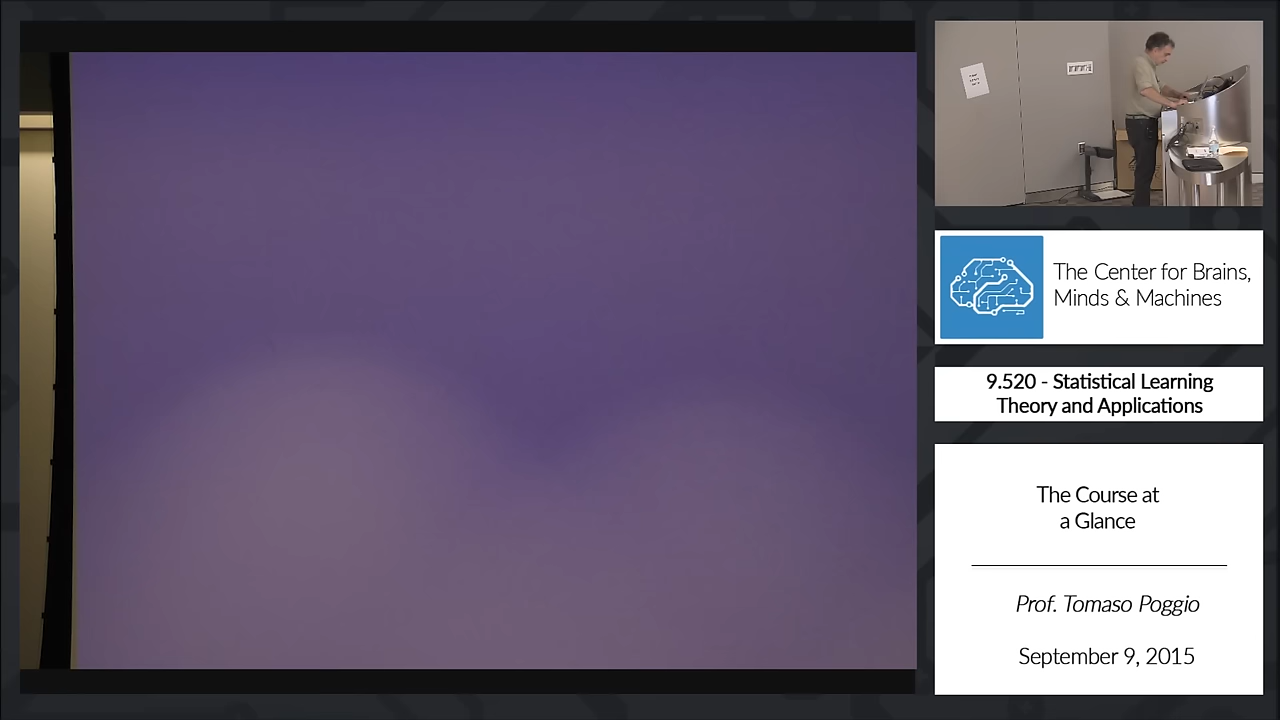 The Center for Brains,
Minds & Machines
9.520 - Statistical Learning
Theory and Applications
The Course at
a Glance
Prof. Tomaso Poggio
September 9, 2015